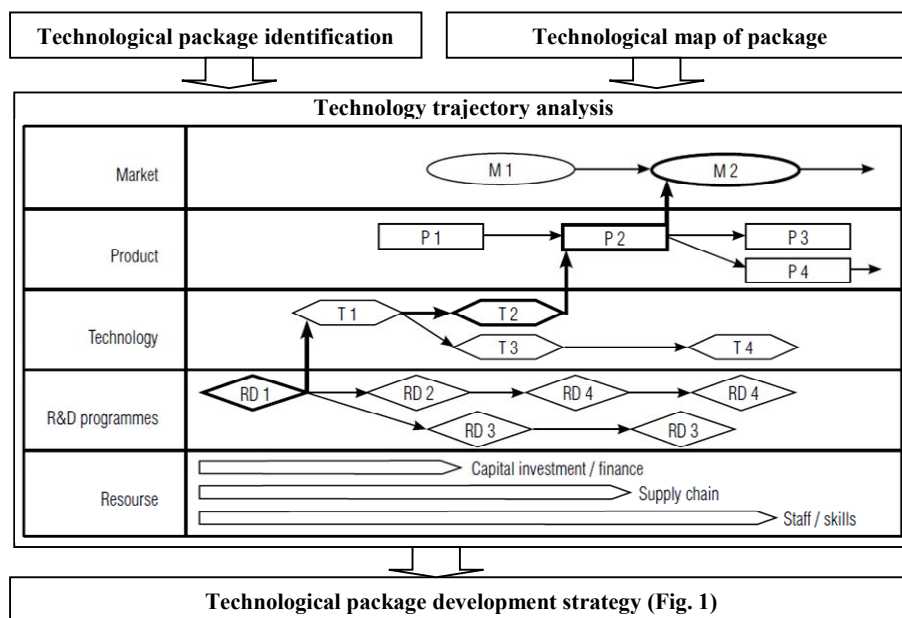 Technological package identification
Technological map of package
Technology trajectory analysis
Market
M 1
M 2
Product
P 1
P 2
P 3
P 4
Technology
T 1
T 2
T 3
T 4
R&D programmes
RD 1
RD 2
RD 4
RD 4
RD 3
RD 3
Resourse
Capital investment / finance
Supply chain
Staff / skills
Technological package development strategy (Fig. 1)